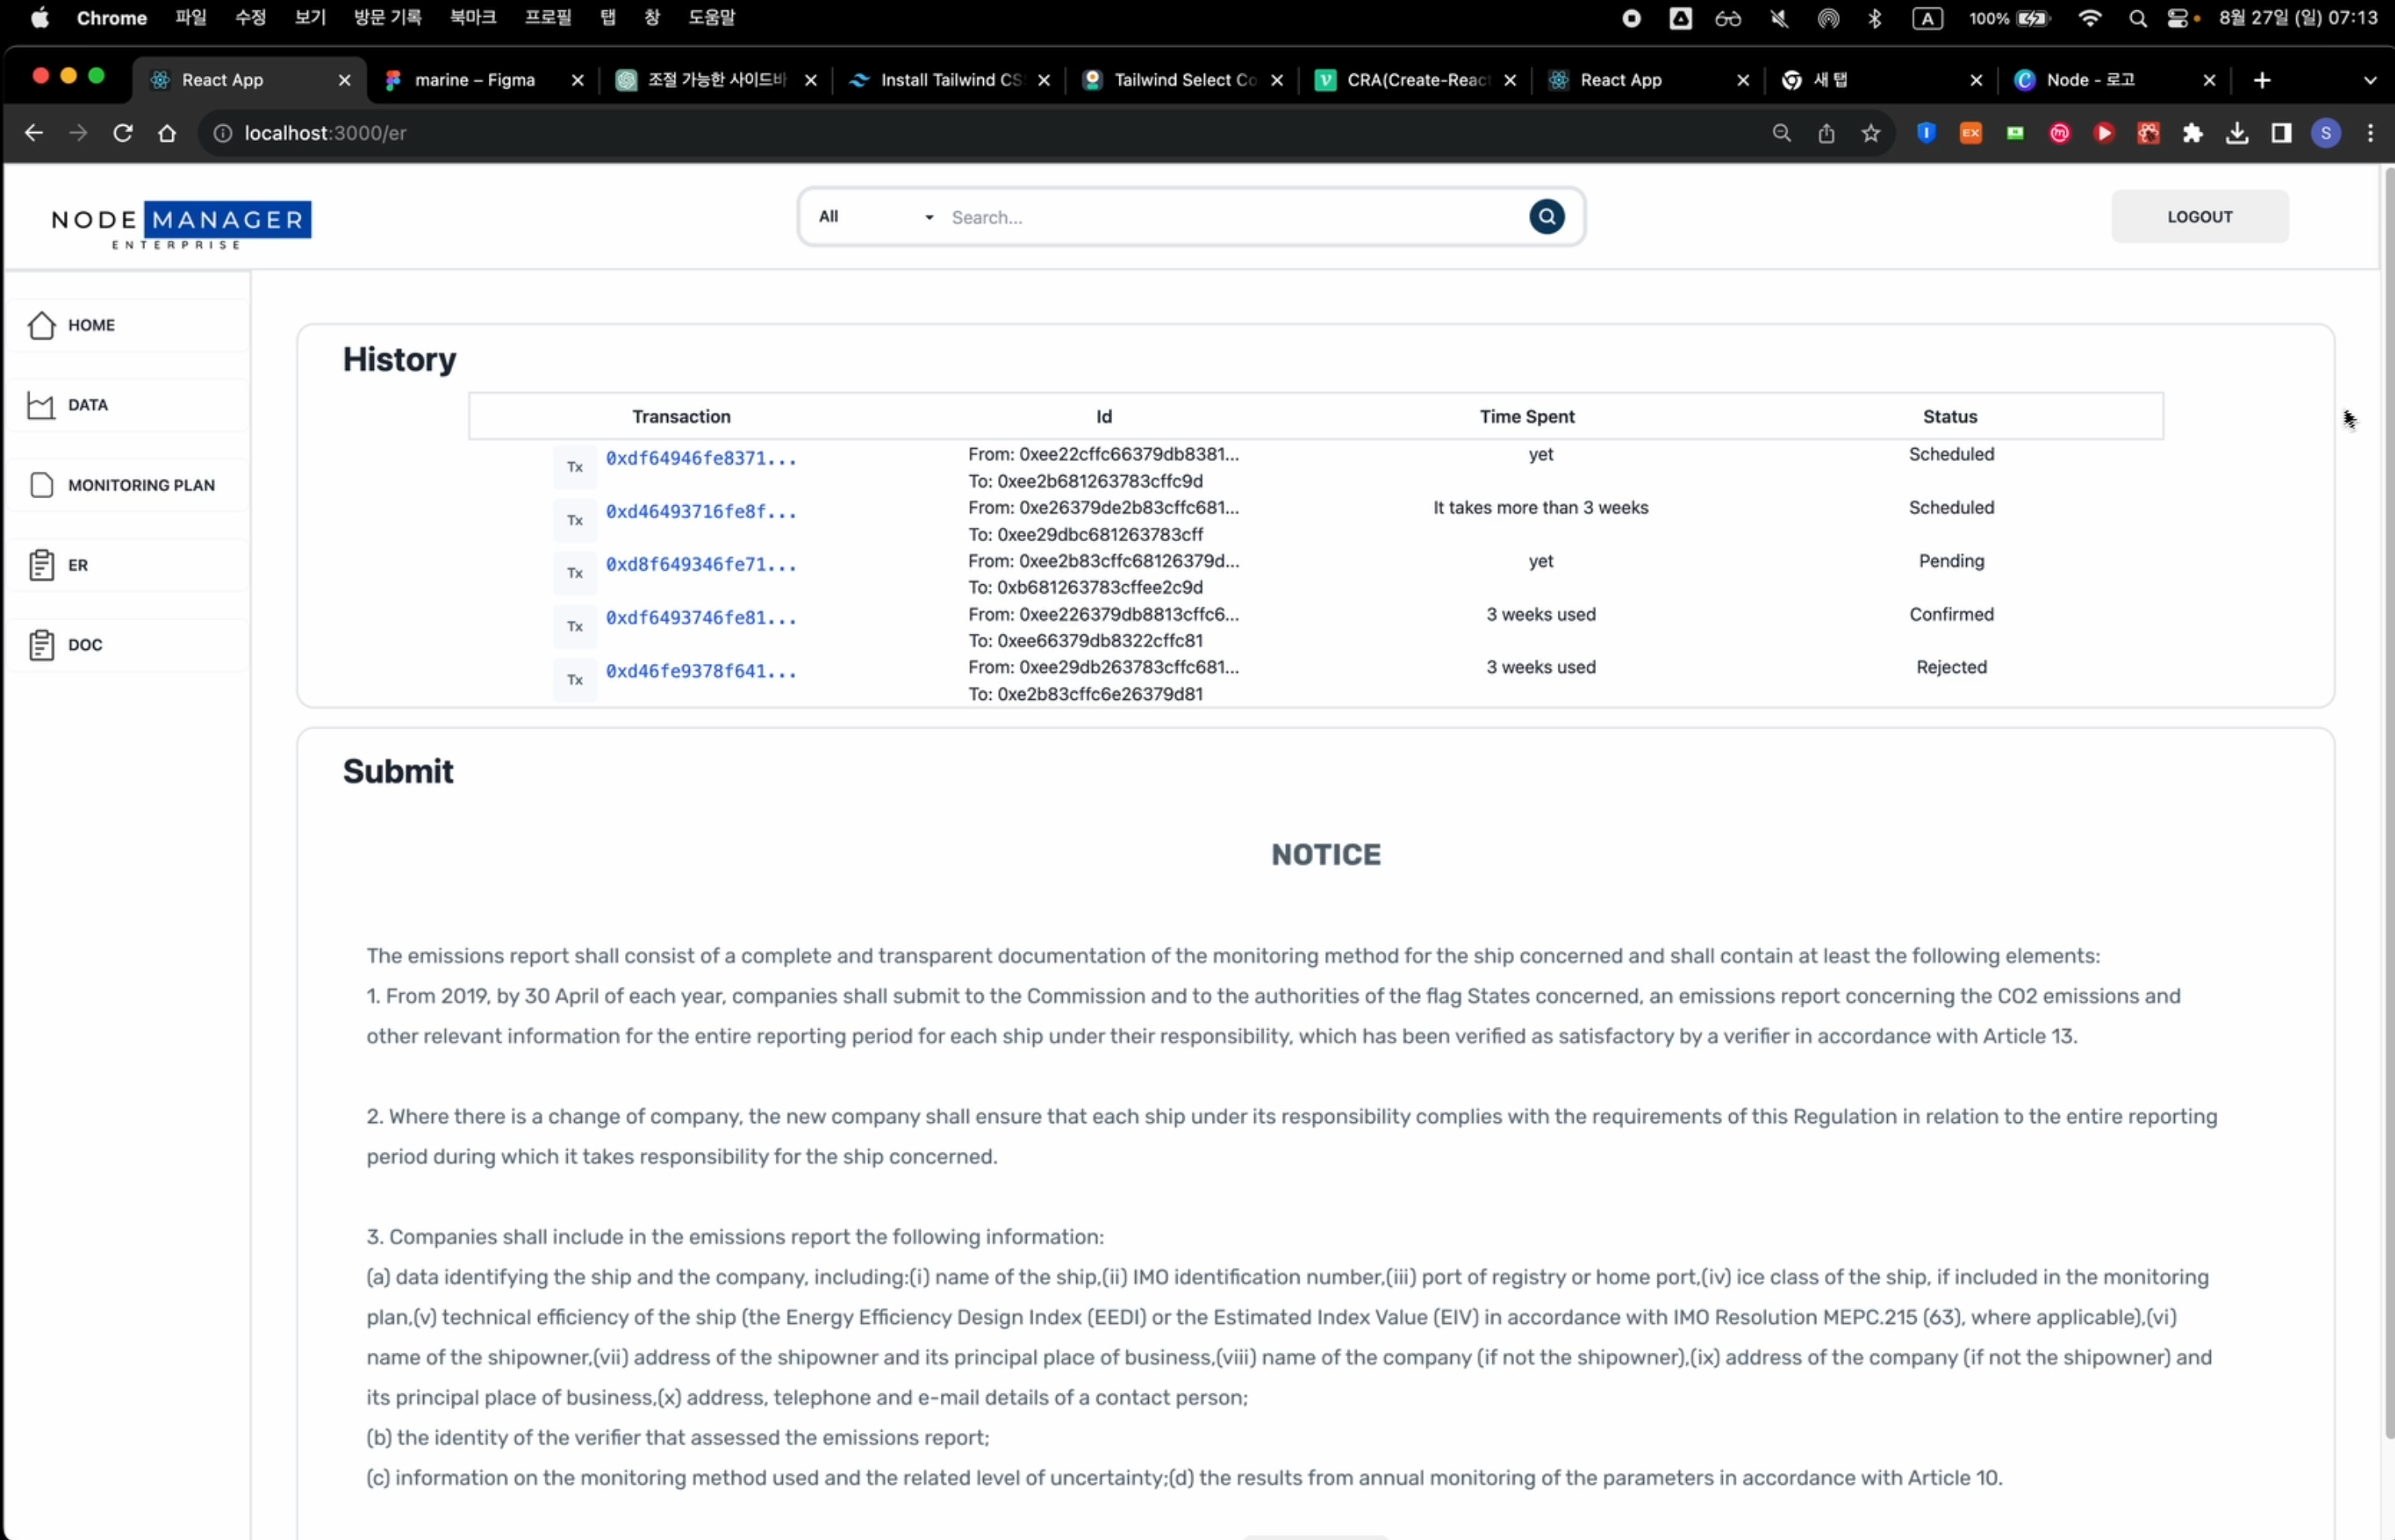 Chrome 파일 수정 보기 방문 기록 북마크 프로필 탭 창 도움말 A 100% 8월 27일 (일) 07:13
React App marine – Figma 조절 가능한 사이드바 Install Tailwind CS Tailwind Select Co CRA(Create-React React App 새 탭 Node - 로고
localhost:3000/er EX S
NODE MANAGER
ENTERPRISE
All Search...
LOGOUT
HOME
DATA
MONITORING PLAN
ER
DOC
History
Transaction Id Time Spent Status
Tx 0xdf64946fe8371... From: 0xee22cffc66379db8381... yet Scheduled
To: 0xee2b681263783cffc9d
Tx 0xd46493716fe8f... From: 0xe26379de2b83cffc681... It takes more than 3 weeks Scheduled
To: 0xee29dbc681263783cff
Tx 0xd8f649346fe71... From: 0xee2b83cffc68126379d... yet Pending
To: 0xb681263783cffee2c9d
Tx 0xdf6493746fe81... From: 0xee226379db8813cffc6... 3 weeks used Confirmed
To: 0xee66379db8322cffc81
Tx 0xd46fe9378f641... From: 0xee29db263783cffc681... 3 weeks used Rejected
To: 0xe2b83cffc6e26379d81
Submit
NOTICE
The emissions report shall consist of a complete and transparent documentation of the monitoring method for the ship concerned and shall contain at least the following elements:
1. From 2019, by 30 April of each year, companies shall submit to the Commission and to the authorities of the flag States concerned, an emissions report concerning the CO2 emissions and
other relevant information for the entire reporting period for each ship under their responsibility, which has been verified as satisfactory by a verifier in accordance with Article 13.
2. Where there is a change of company, the new company shall ensure that each ship under its responsibility complies with the requirements of this Regulation in relation to the entire reporting
period during which it takes responsibility for the ship concerned.
3. Companies shall include in the emissions report the following information:
(a) data identifying the ship and the company, including:(i) name of the ship,(ii) IMO identification number,(iii) port of registry or home port,(iv) ice class of the ship, if included in the monitoring
plan,(v) technical efficiency of the ship (the Energy Efficiency Design Index (EEDI) or the Estimated Index Value (EIV) in accordance with IMO Resolution MEPC.215 (63), where applicable),(vi)
name of the shipowner,(vii) address of the shipowner and its principal place of business,(viii) name of the company (if not the shipowner),(ix) address of the company (if not the shipowner) and
its principal place of business,(x) address, telephone and e-mail details of a contact person;
(b) the identity of the verifier that assessed the emissions report;
(c) information on the monitoring method used and the related level of uncertainty;(d) the results from annual monitoring of the parameters in accordance with Article 10.